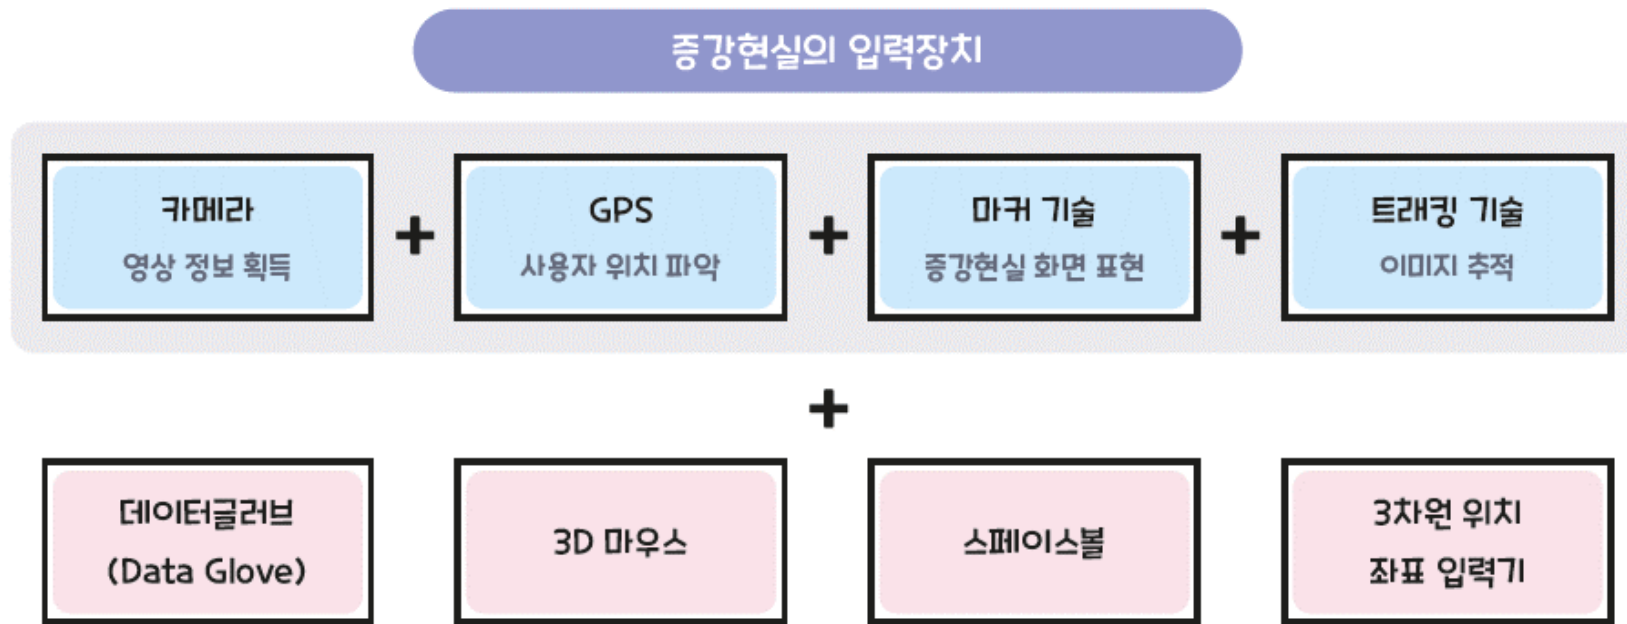 증강현실의 입력장치
카메라
영상 정보 획득
+
GPS
사용자 위치 파악
+
마커 기술
증강현실 화면 표현
+
트래킹 기술
이미지 추적
+
데이터글러브
(Data Glove)
3D 마우스
스페이스볼
3차원 위치
좌표 입력기